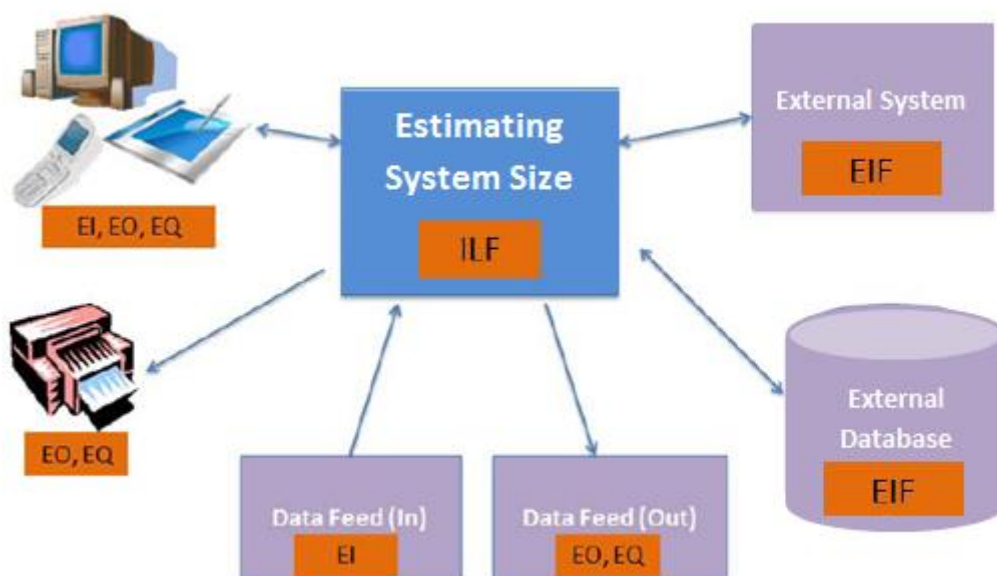 Estimating
System Size
ILF
External System
EIF
EI, EO, EQ
EO, EQ
External
Database
EIF
Data Feed (In)
EI
Data Feed (Out)
EO, EQ